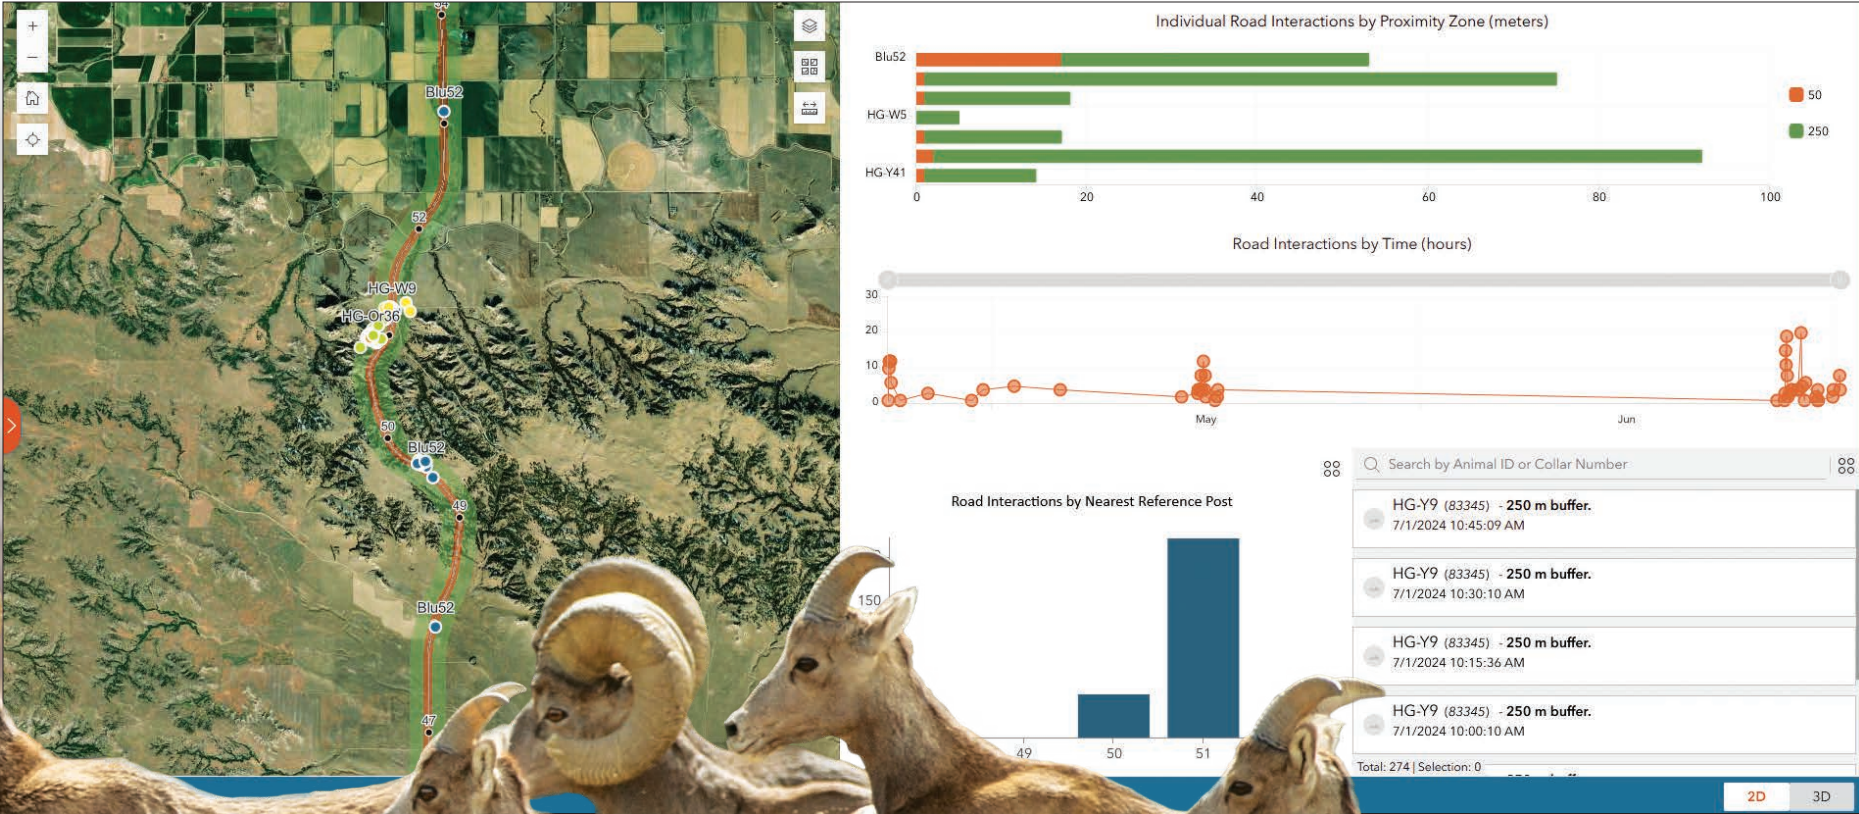 54
Blu52
52
HG-W9
HG-Or36
50
Blu52
49
Blu52
47
Individual Road Interactions by Proximity Zone (meters)
Blu52
HG-W5
HG-Y41
0 20 40 60 80 100
50
250
Road Interactions by Time (hours)
30
20
10
0
May Jun
Road Interactions by Nearest Reference Post
150
49 50 51
Search by Animal ID or Collar Number
HG-Y9 (83345) - 250 m buffer.
7/1/2024 10:45:09 AM
HG-Y9 (83345) - 250 m buffer.
7/1/2024 10:30:10 AM
HG-Y9 (83345) - 250 m buffer.
7/1/2024 10:15:36 AM
HG-Y9 (83345) - 250 m buffer.
7/1/2024 10:00:10 AM
Total: 274 | Selection: 0
2D 3D